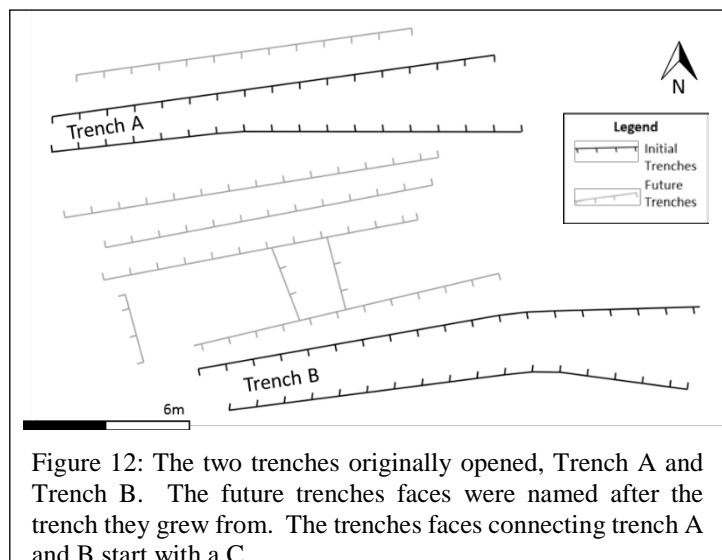 Trench A
N
Legend
Initial
Trenches
Future
Trenches
Trench B
6m
Figure 12: The two trenches originally opened, Trench A and
Trench B. The future trenches faces were named after the
trench they grew from. The trenches faces connecting trench A
and B start with a C